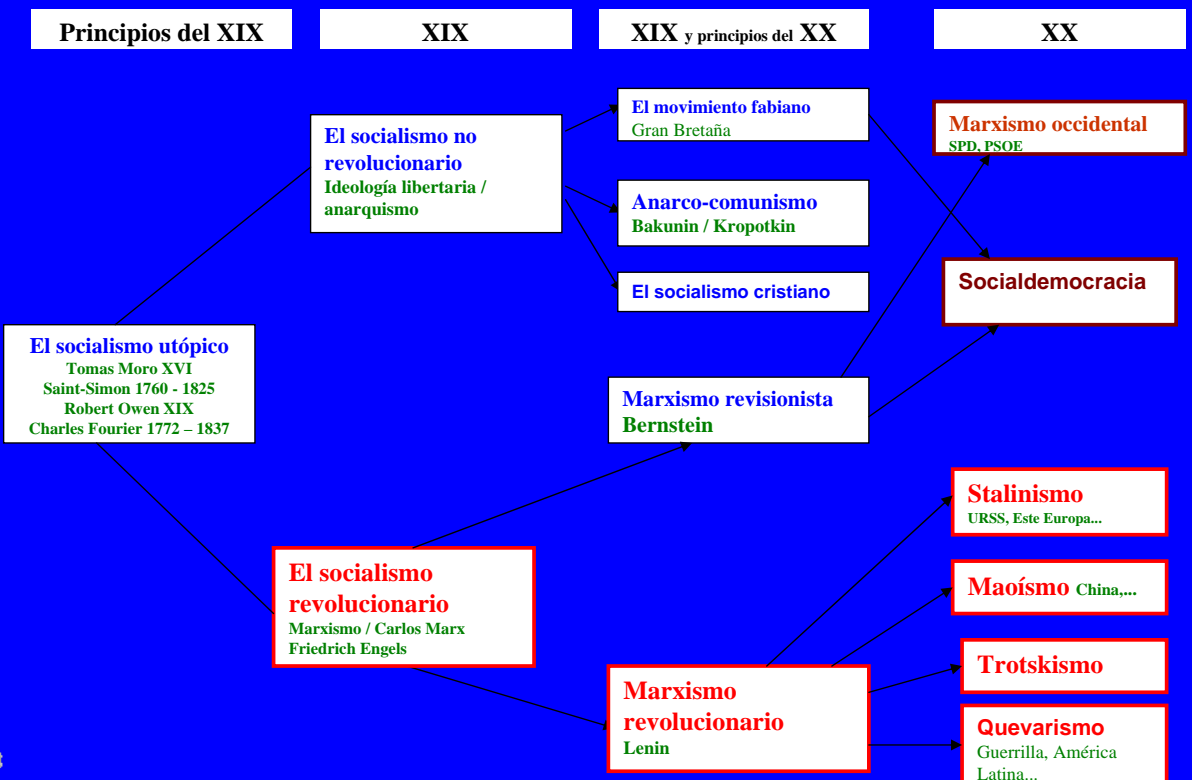 Principios del XIX
XIX
XIX y principios del XX
XX
El socialismo utópico
Tomas Moro XVI
Saint-Simon 1760 - 1825
Robert Owen XIX
Charles Fourier 1772 – 1837
El socialismo no
revolucionario
Ideología libertaria /
anarquismo
El socialismo
revolucionario
Marxismo / Carlos Marx
Friedrich Engels
El movimiento fabiano
Gran Bretaña
Anarco-comunismo
Bakunin / Kropotkin
El socialismo cristiano
Marxismo revisionista
Bernstein
Marxismo
revolucionario
Lenin
Marxismo occidental
SPD, PSOE
Socialdemocracia
Stalinismo
URSS, Este Europa...
Maoísmo China,...
Trotskismo
Quevarismo
Guerrilla, América
Latina...